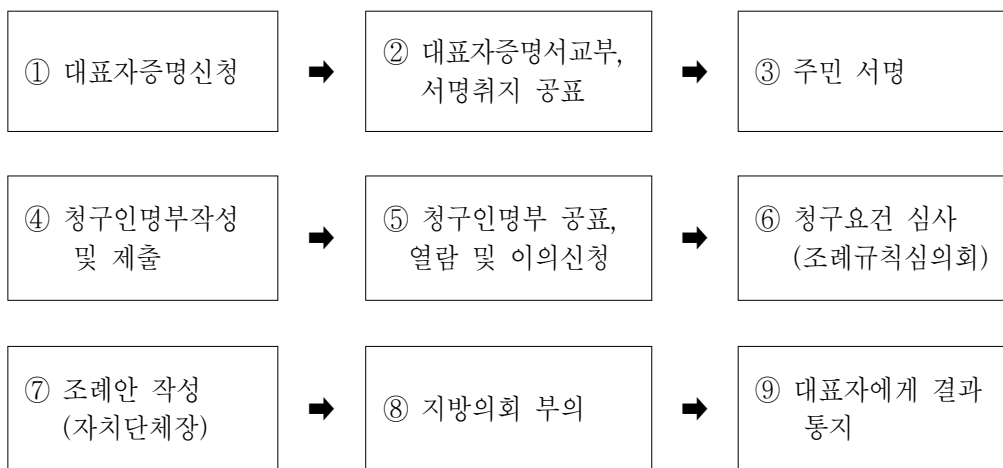 ① 대표자증명신청
② 대표자증명서교부,
서명취지 공표
③ 주민 서명
④ 청구인명부작성
및 제출
⑤ 청구인명부 공표,
열람 및 이의신청
⑥ 청구요건 심사
(조례규칙심의회)
⑦ 조례안 작성
(자치단체장)
⑧ 지방의회 부의
⑨ 대표자에게 결과
통지